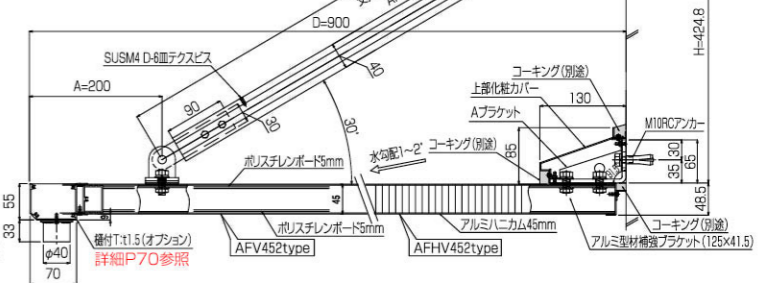 D=900
H=424.8
SUSM4 D-6皿テクスビス
A=200
90
30
40
30°
コーキング(別途)
上部化粧カバー
130
Aブラケット
M10RCアンカー
水勾配1~2°
コーキング(別途)
85
35
30
65
ポリスチレンボード5mm
45
48.5
55
33
ポリスチレンボード5mm
アルミハニカム45mm
コーキング(別途)
樋付T:t1.5(オプション)
AFV452type
AFHV452type
アルミ型材補強ブラケット(125×41.5)
詳細P70参照
φ40
70